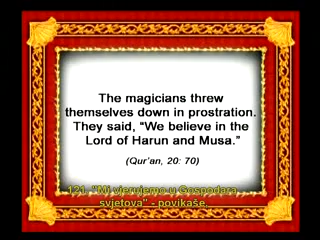 The magicians threw
themselves down in prostration.
They said, “We believe in the
Lord of Harun and Musa.”
(Qur'an, 20: 70)
121. "Mi vjerujemo u Gospodara
svjetova" - povikaše.